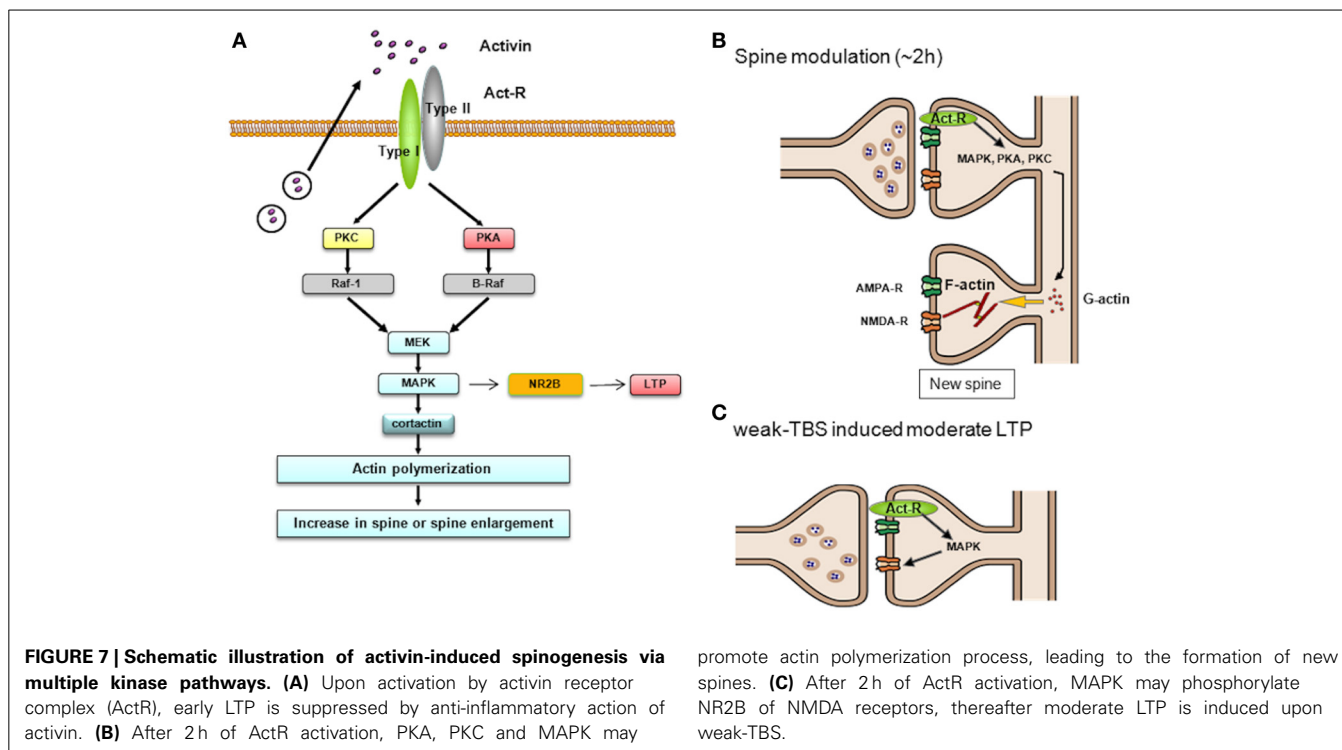 A
Activin
Act-R
Type II
Type I
PKC
PKA
Raf-1
B-Raf
MEK
MAPK
NR2B
LTP
cortactin
Actin polymerization
Increase in spine or spine enlargement
B
Spine modulation (~2h)
Act-R
MAPK, PKA, PKC
AMPA-R
F-actin
G-actin
NMDA-R
New spine
C
weak-TBS induced moderate LTP
Act-R
MAPK
FIGURE 7 | Schematic illustration of activin-induced spinogenesis via
multiple kinase pathways. (A) Upon activation by activin receptor
complex (ActR), early LTP is suppressed by anti-inflammatory action of
activin. (B) After 2 h of ActR activation, PKA, PKC and MAPK may
promote actin polymerization process, leading to the formation of new
spines. (C) After 2 h of ActR activation, MAPK may phosphorylate
NR2B of NMDA receptors, thereafter moderate LTP is induced upon
weak-TBS.